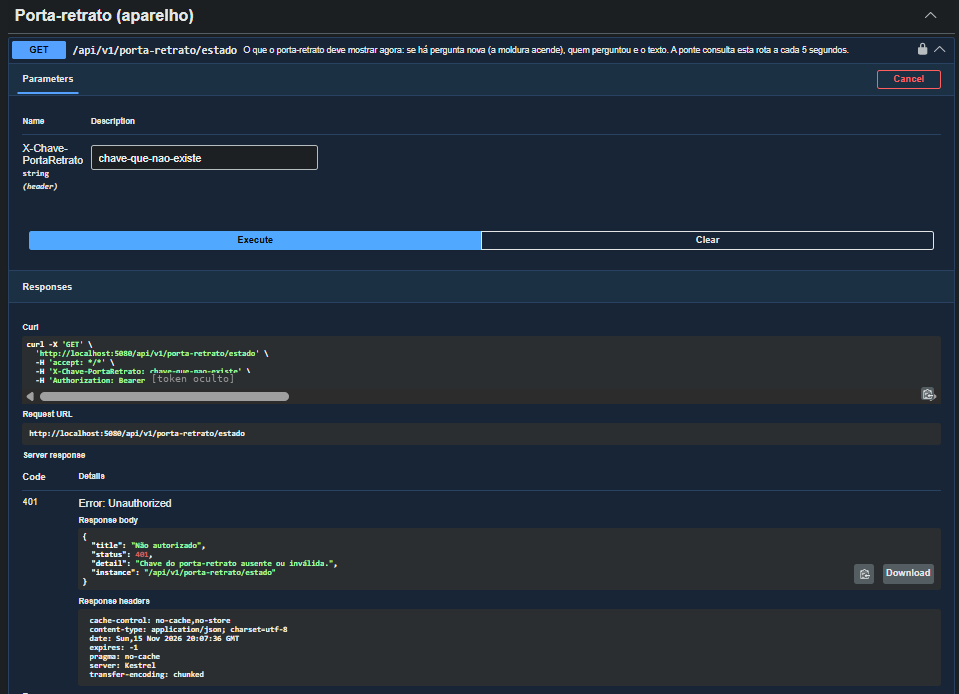 Porta-retrato (aparelho)
GET /api/v1/porta-retrato/estado O que o porta-retrato deve mostrar agora: se há pergunta nova (a moldura acende), quem perguntou e o texto. A ponte consulta esta rota a cada 5 segundos.
Parameters
Cancel
Name Description
X-Chave-
PortaRetrato
string
(header)
chave-que-nao-existe
Execute Clear
Responses
Curl
curl -X 'GET' \
'http://localhost:5080/api/v1/porta-retrato/estado' \
-H 'accept: */*' \
-H 'X-Chave-PortaRetrato: chave-que-nao-existe' \
-H 'Authorization: Bearer [token oculto]
Request URL
http://localhost:5080/api/v1/porta-retrato/estado
Server response
Code Details
401 Error: Unauthorized
Response body
{
"title": "Não autorizado",
"status": 401,
"detail": "Chave do porta-retrato ausente ou inválida.",
"instance": "/api/v1/porta-retrato/estado"
}
Download
Response headers
cache-control: no-cache,no-store
content-type: application/json; charset=utf-8
date: Sun,15 Nov 2026 20:07:36 GMT
expires: -1
pragma: no-cache
server: Kestrel
transfer-encoding: chunked